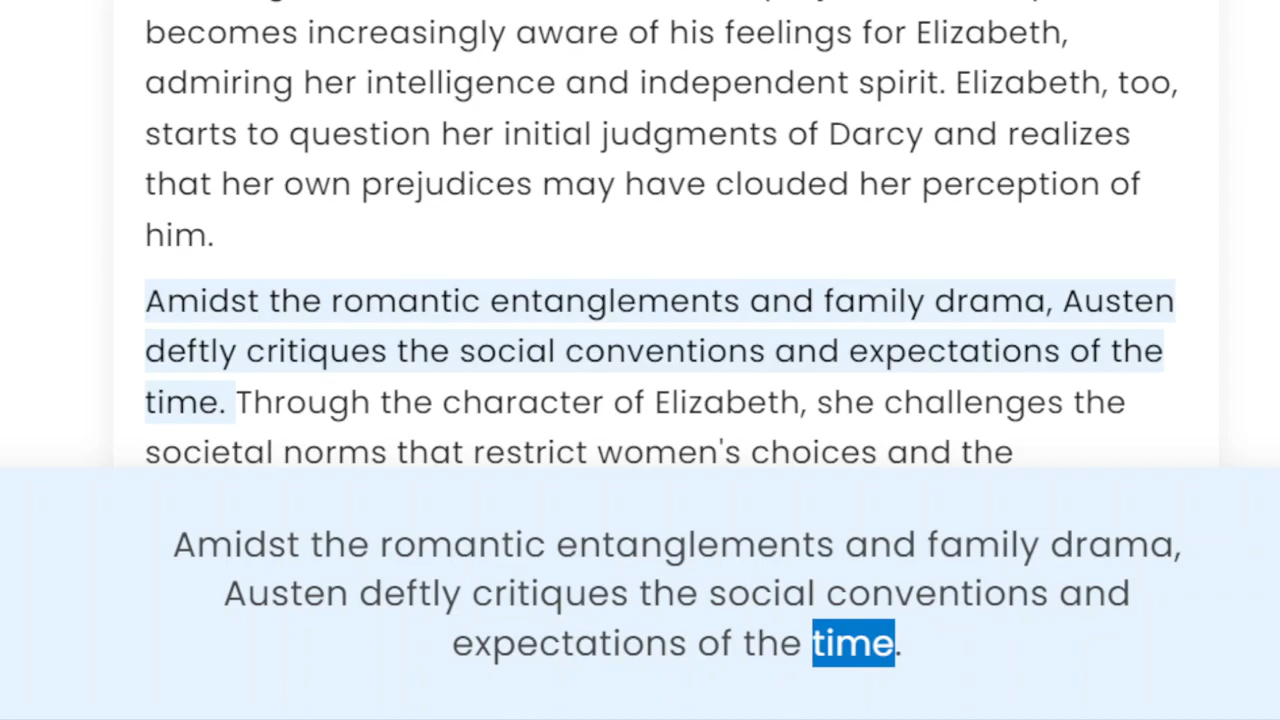 becomes increasingly aware of his feelings for Elizabeth,
admiring her intelligence and independent spirit. Elizabeth, too,
starts to question her initial judgments of Darcy and realizes
that her own prejudices may have clouded her perception of
him.
Amidst the romantic entanglements and family drama, Austen
deftly critiques the social conventions and expectations of the
time. Through the character of Elizabeth, she challenges the
societal norms that restrict women's choices and the
Amidst the romantic entanglements and family drama,
Austen deftly critiques the social conventions and
expectations of the time.